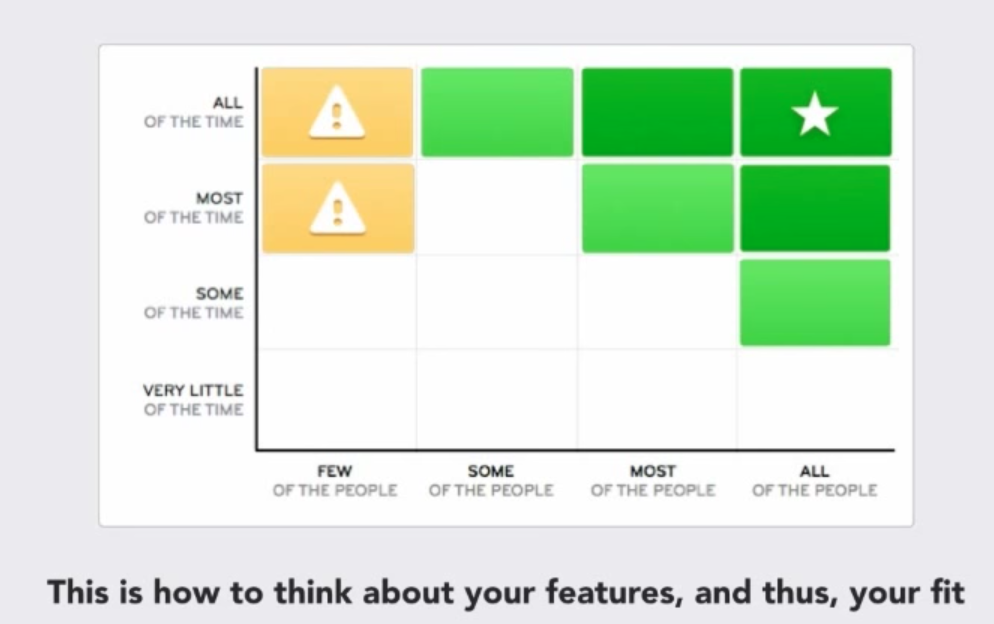 ALL
OF THE TIME
MOST
OF THE TIME
SOME
OF THE TIME
VERY LITTLE
OF THE TIME
FEW
OF THE PEOPLE
SOME
OF THE PEOPLE
MOST
OF THE PEOPLE
ALL
OF THE PEOPLE
This is how to think about your features, and thus, your fit